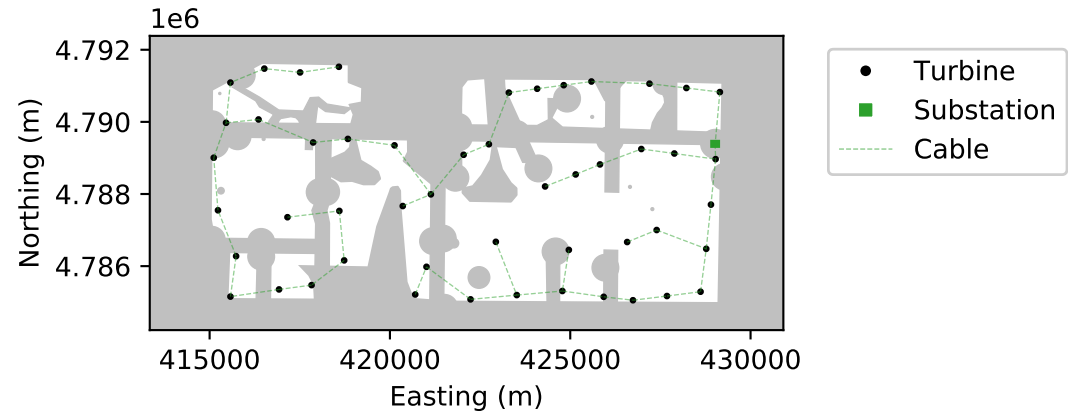 1e6
4.792
4.790
4.788
4.786
Northing (m)
415000 420000 425000 430000
Easting (m)
Turbine
Substation
Cable